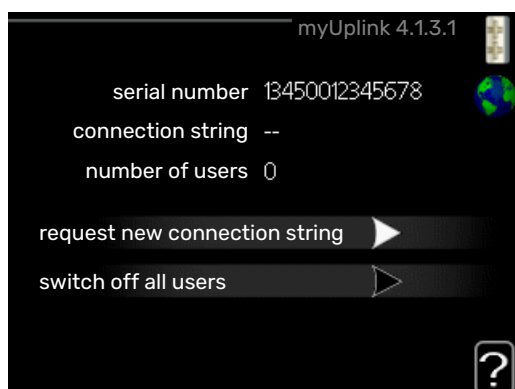 myUplink 4.1.3.1
serial number 13450012345678
connection string --
number of users 0
request new connection string
switch off all users
?